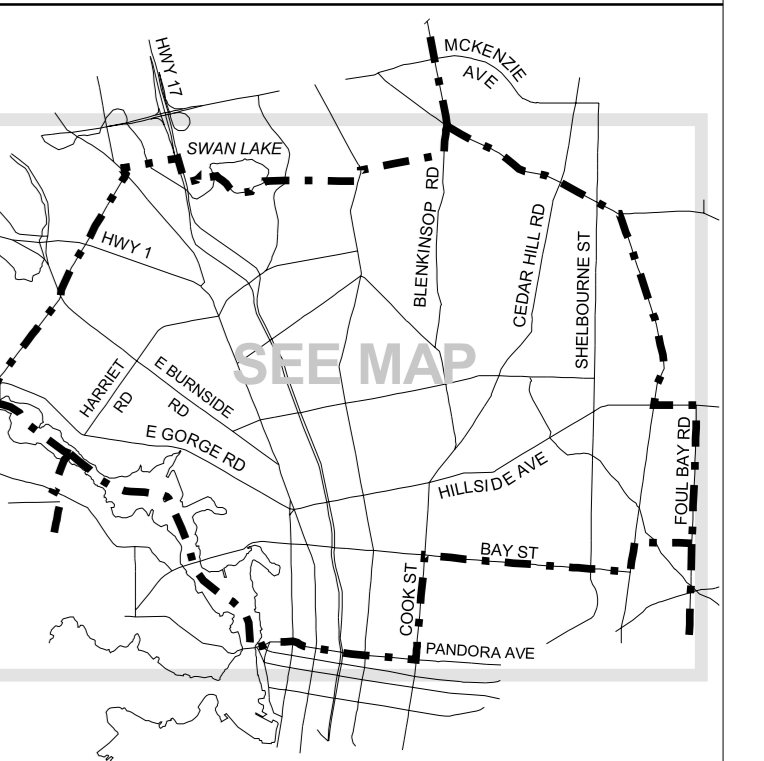 MCKENZIE
AVE
HWY 17
SWAN LAKE
BLENKINSOP RD
CEDAR HILL RD
SHELBOURNE ST
HWY 1
SEE MAP
HARRIET
RD
E BURNSIDE
RD
E GORGE RD
HILLSIDE AVE
FOUL BAY RD
BAY ST
COOK ST
PANDORA AVE